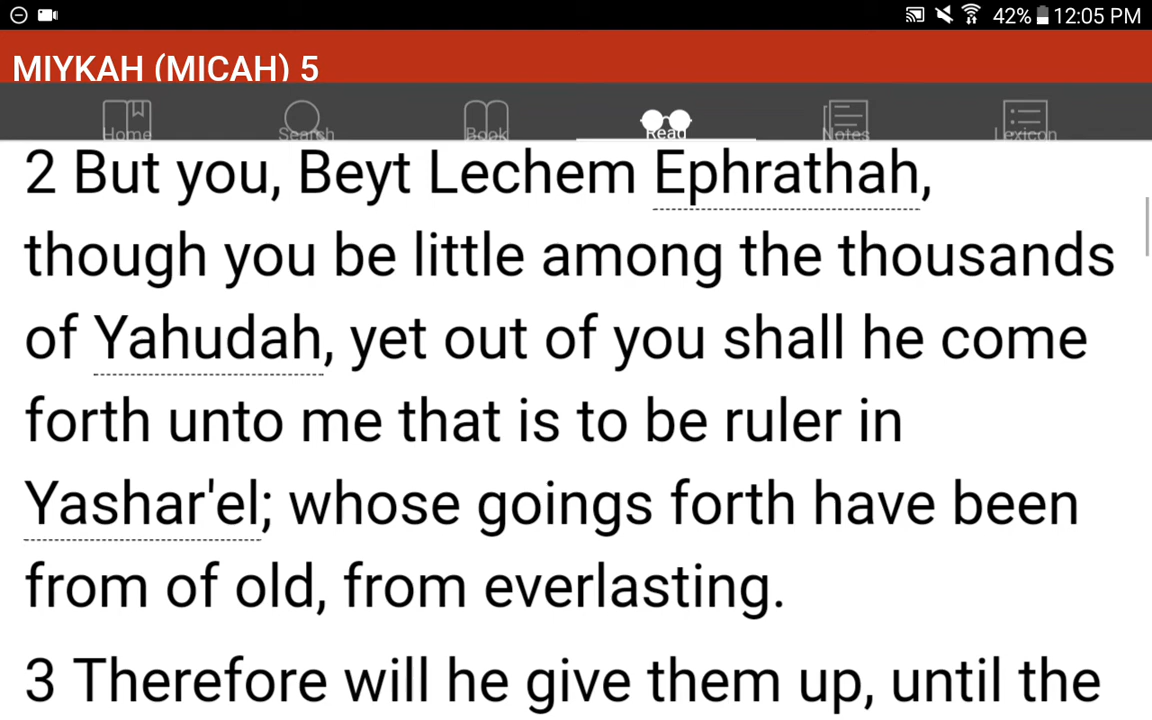 42% 12:05 PM
MIYKAH (MICAH) 5
Home Search Book Read Notes Lexicon
2 But you, Beyt Lechem Ephrathah,
though you be little among the thousands
of Yahudah, yet out of you shall he come
forth unto me that is to be ruler in
Yashar'el; whose goings forth have been
from of old, from everlasting.
3 Therefore will he give them up, until the